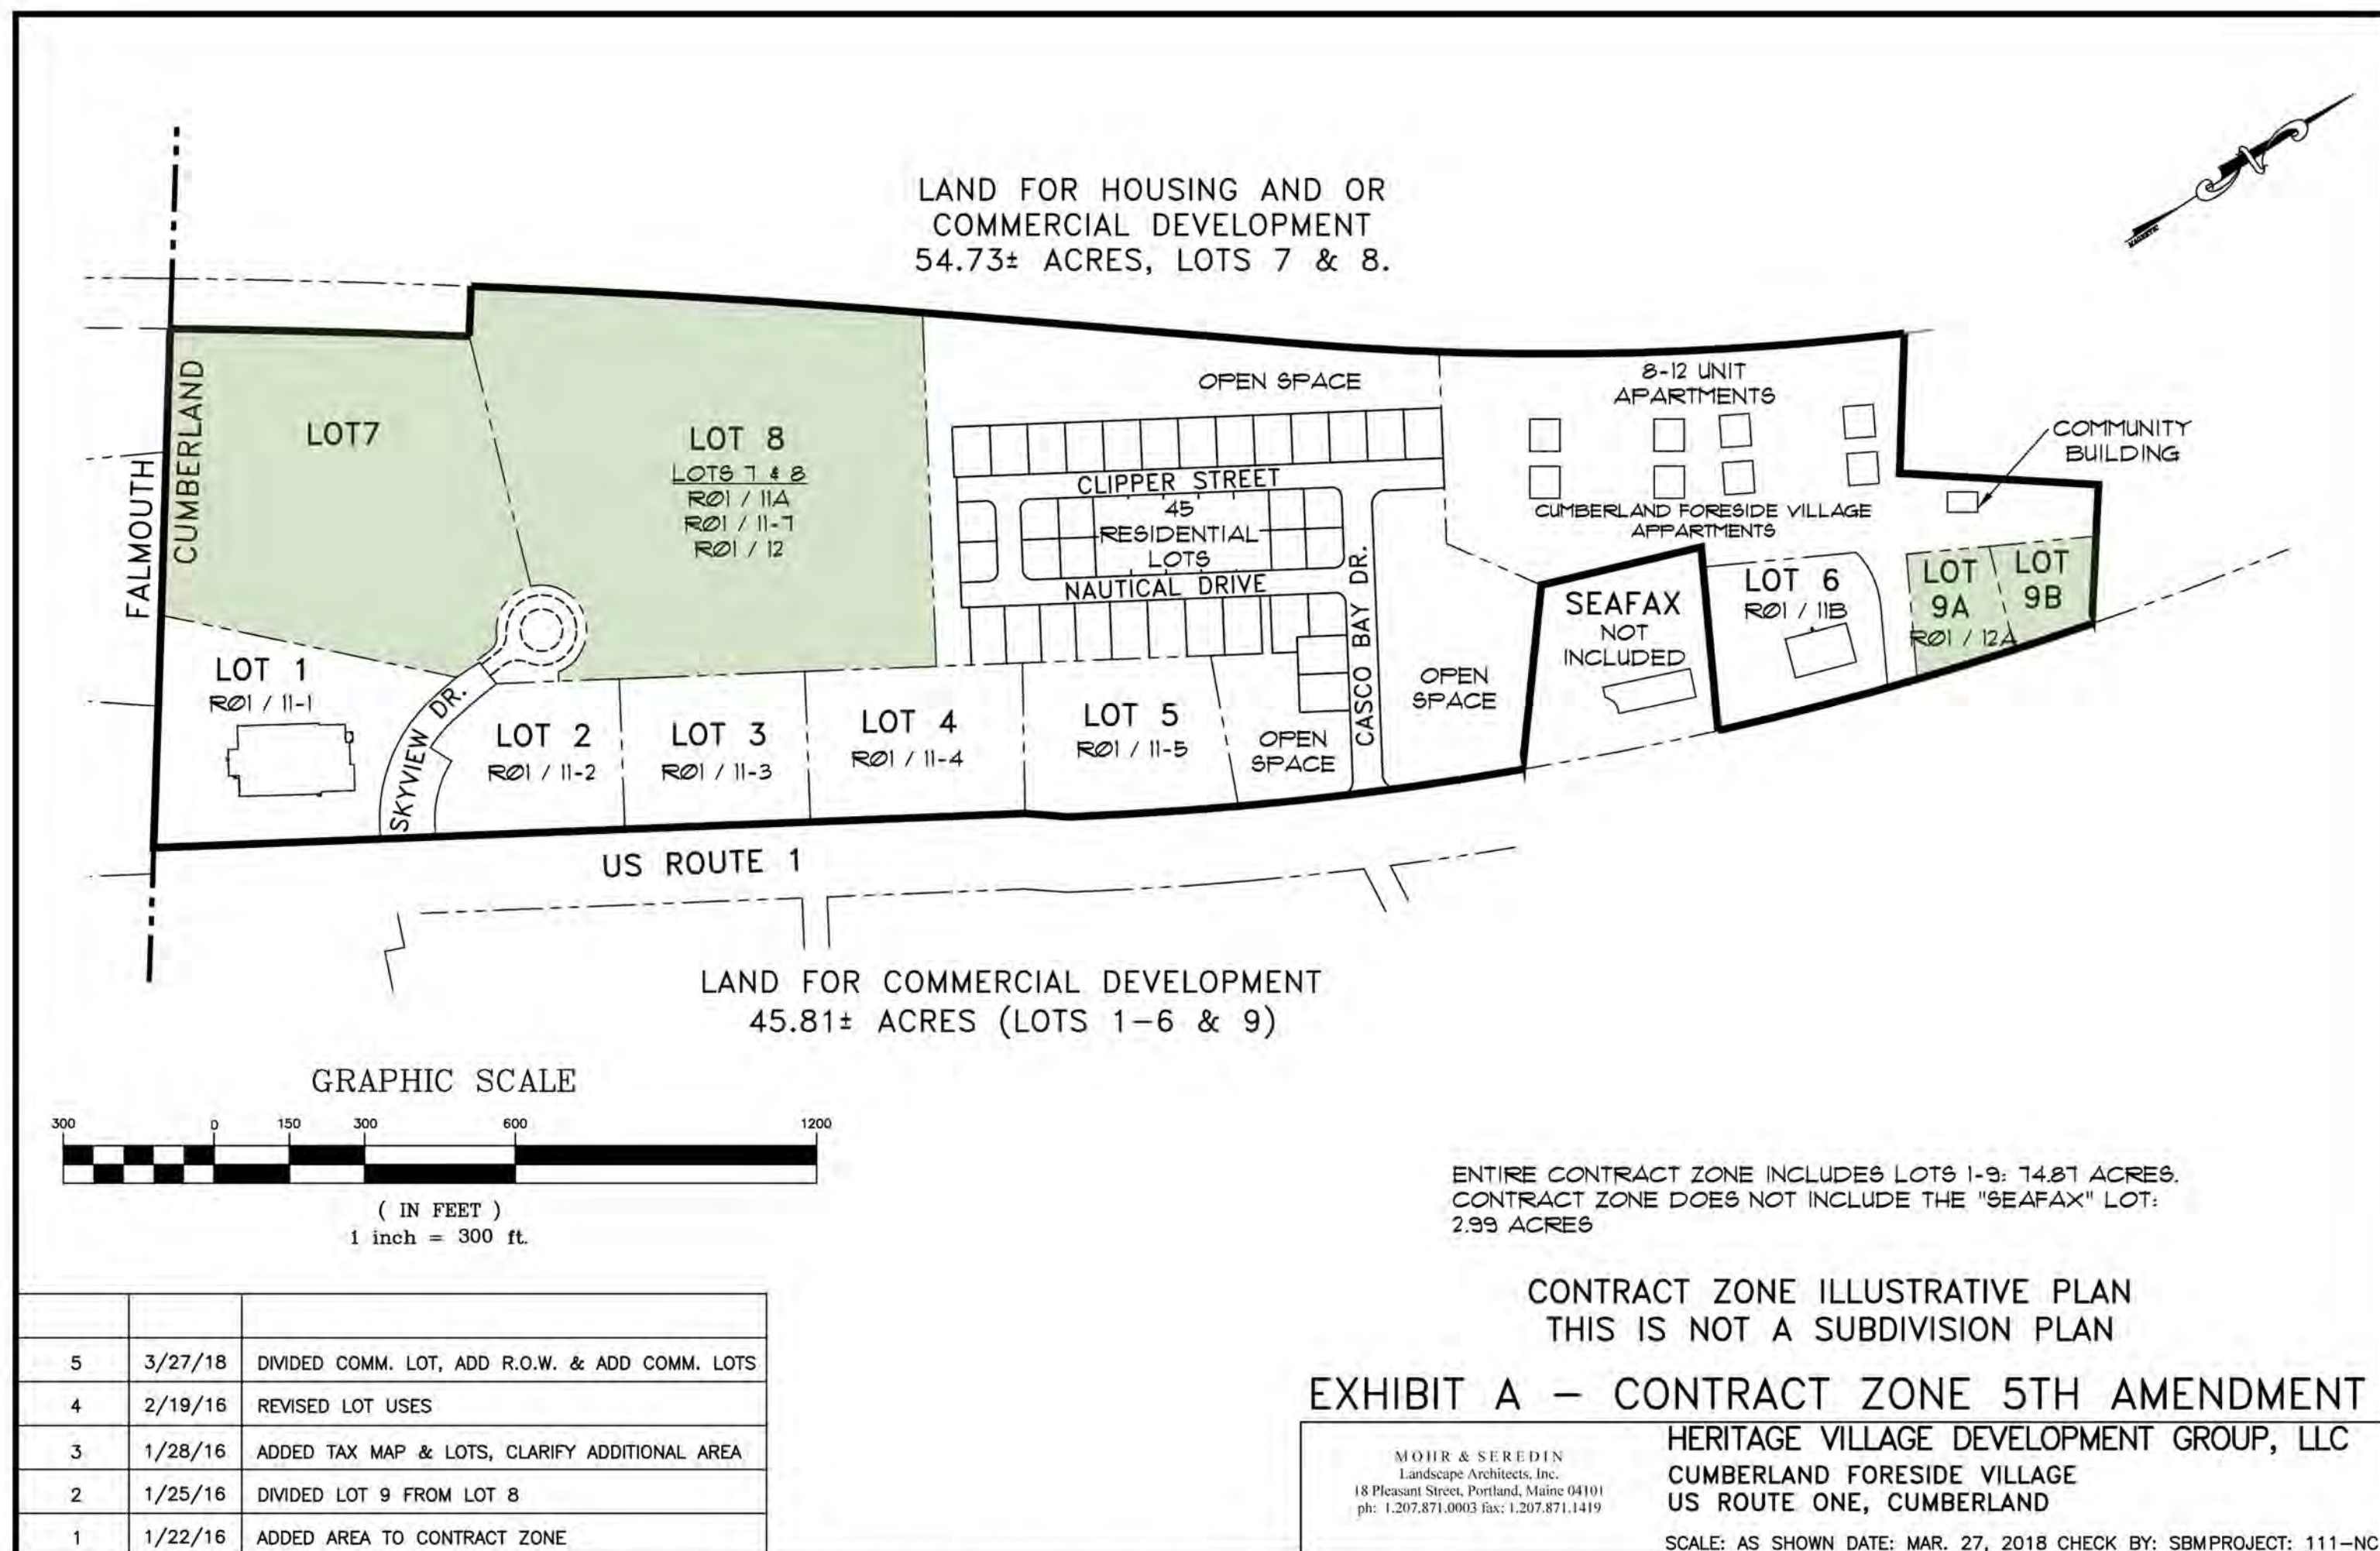 LAND FOR HOUSING AND OR
COMMERCIAL DEVELOPMENT
54.73± ACRES, LOTS 7 & 8.
MAGNETIC
N
FALMOUTH
CUMBERLAND
LOT7
LOT 8
LOTS 7 & 8
R01 / 11A
R01 / 11-7
R01 / 12
OPEN SPACE
CLIPPER STREET
45
RESIDENTIAL
LOTS
NAUTICAL DRIVE
CASCO BAY DR.
8-12 UNIT
APARTMENTS
CUMBERLAND FORESIDE VILLAGE
APPARTMENTS
COMMUNITY
BUILDING
LOT 1
R01 / 11-1
SKYVIEW DR.
LOT 2
R01 / 11-2
LOT 3
R01 / 11-3
LOT 4
R01 / 11-4
LOT 5
R01 / 11-5
OPEN
SPACE
OPEN
SPACE
SEAFAX
NOT
INCLUDED
LOT 6
R01 / 11B
LOT
9A
R01 / 12A
LOT
9B
US ROUTE 1
LAND FOR COMMERCIAL DEVELOPMENT
45.81± ACRES (LOTS 1-6 & 9)
GRAPHIC SCALE
300 0 150 300 600 1200
( IN FEET )
1 inch = 300 ft.
ENTIRE CONTRACT ZONE INCLUDES LOTS 1-9: 74.87 ACRES.
CONTRACT ZONE DOES NOT INCLUDE THE "SEAFAX" LOT:
2.99 ACRES
CONTRACT ZONE ILLUSTRATIVE PLAN
THIS IS NOT A SUBDIVISION PLAN
EXHIBIT A – CONTRACT ZONE 5TH AMENDMENT
5 3/27/18 DIVIDED COMM. LOT, ADD R.O.W. & ADD COMM. LOTS
4 2/19/16 REVISED LOT USES
3 1/28/16 ADDED TAX MAP & LOTS, CLARIFY ADDITIONAL AREA
2 1/25/16 DIVIDED LOT 9 FROM LOT 8
1 1/22/16 ADDED AREA TO CONTRACT ZONE
MOHR & SEREDIN
Landscape Architects, Inc.
18 Pleasant Street, Portland, Maine 04101
ph: 1.207.871.0003 fax: 1.207.871.1419
HERITAGE VILLAGE DEVELOPMENT GROUP, LLC
CUMBERLAND FORESIDE VILLAGE
US ROUTE ONE, CUMBERLAND
SCALE: AS SHOWN DATE: MAR. 27, 2018 CHECK BY: SBM PROJECT: 111-NC